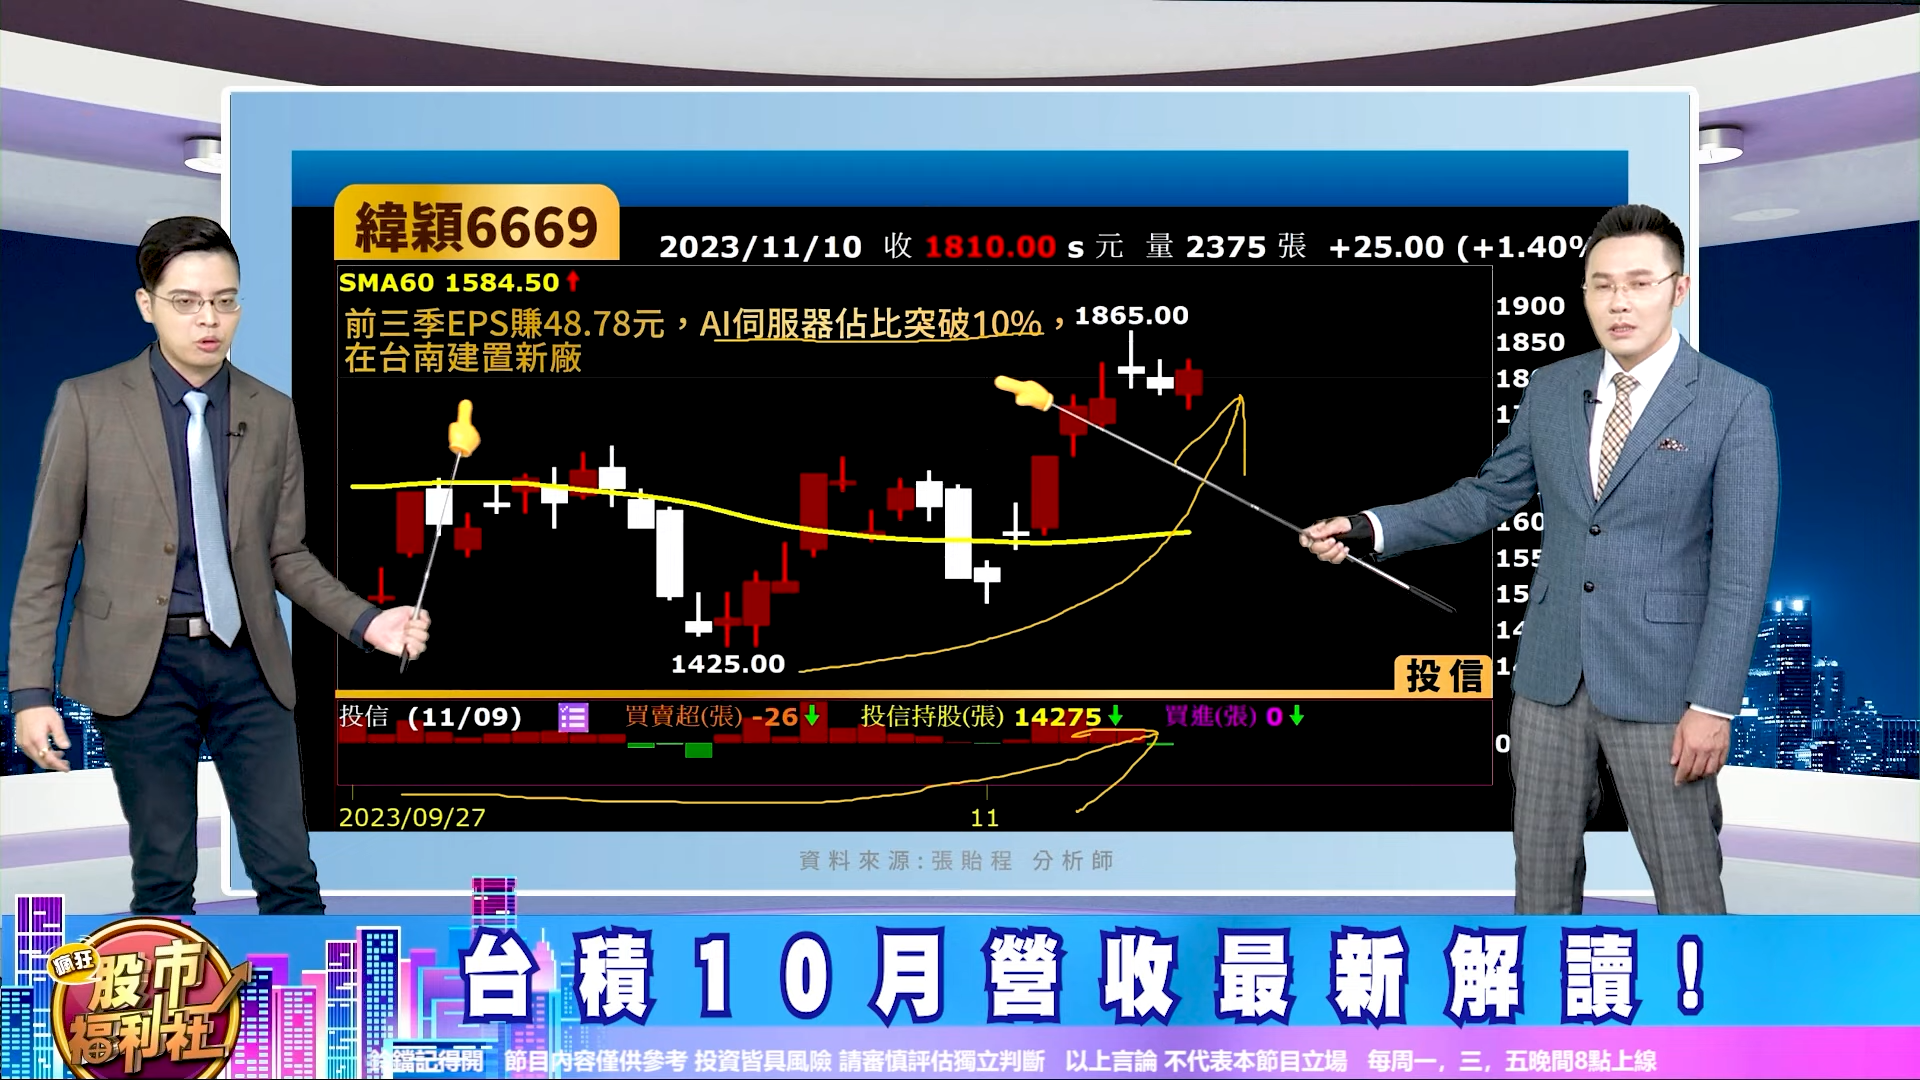 緯穎6669
2023/11/10 收 1810.00 s 元 量 2375 張 +25.00 (+1.40%
SMA60 1584.50↑
前三季EPS賺48.78元，AI伺服器佔比突破10%，
在台南建置新廠
1865.00
1900
1850
1425.00
投信
投信 (11/09) 買賣超(張) -26↓ 投信持股(張) 14275↓ 買進(張) 0↓
0
2023/09/27
11
資料來源:張貽程 分析師
台積10月營收最新解讀！
瘋狂
股市
福利社
鈴鐺記得開 節目內容僅供參考 投資皆具風險 請審慎評估獨立判斷 以上言論 不代表本節目立場 每周一，三，五晚間8點上線